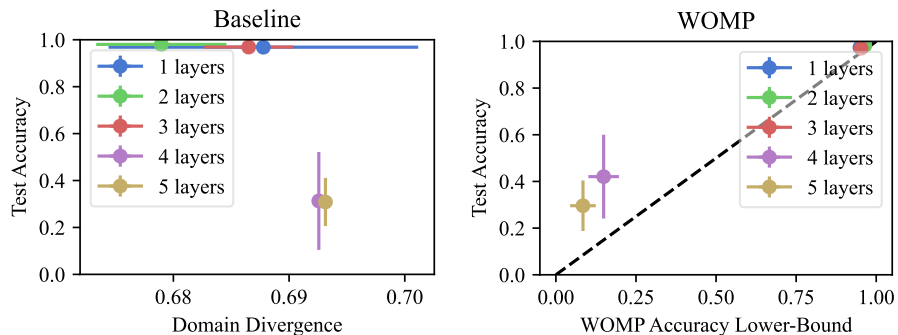 Baseline
Test Accuracy
1.0
0.8
0.6
0.4
0.2
0.0
1 layers
2 layers
3 layers
4 layers
5 layers
0.68
0.69
0.70
Domain Divergence
WOMP
Test Accuracy
1.0
0.8
0.6
0.4
0.2
0.0
1 layers
2 layers
3 layers
4 layers
5 layers
0.00
0.25
0.50
0.75
1.00
WOMP Accuracy Lower-Bound